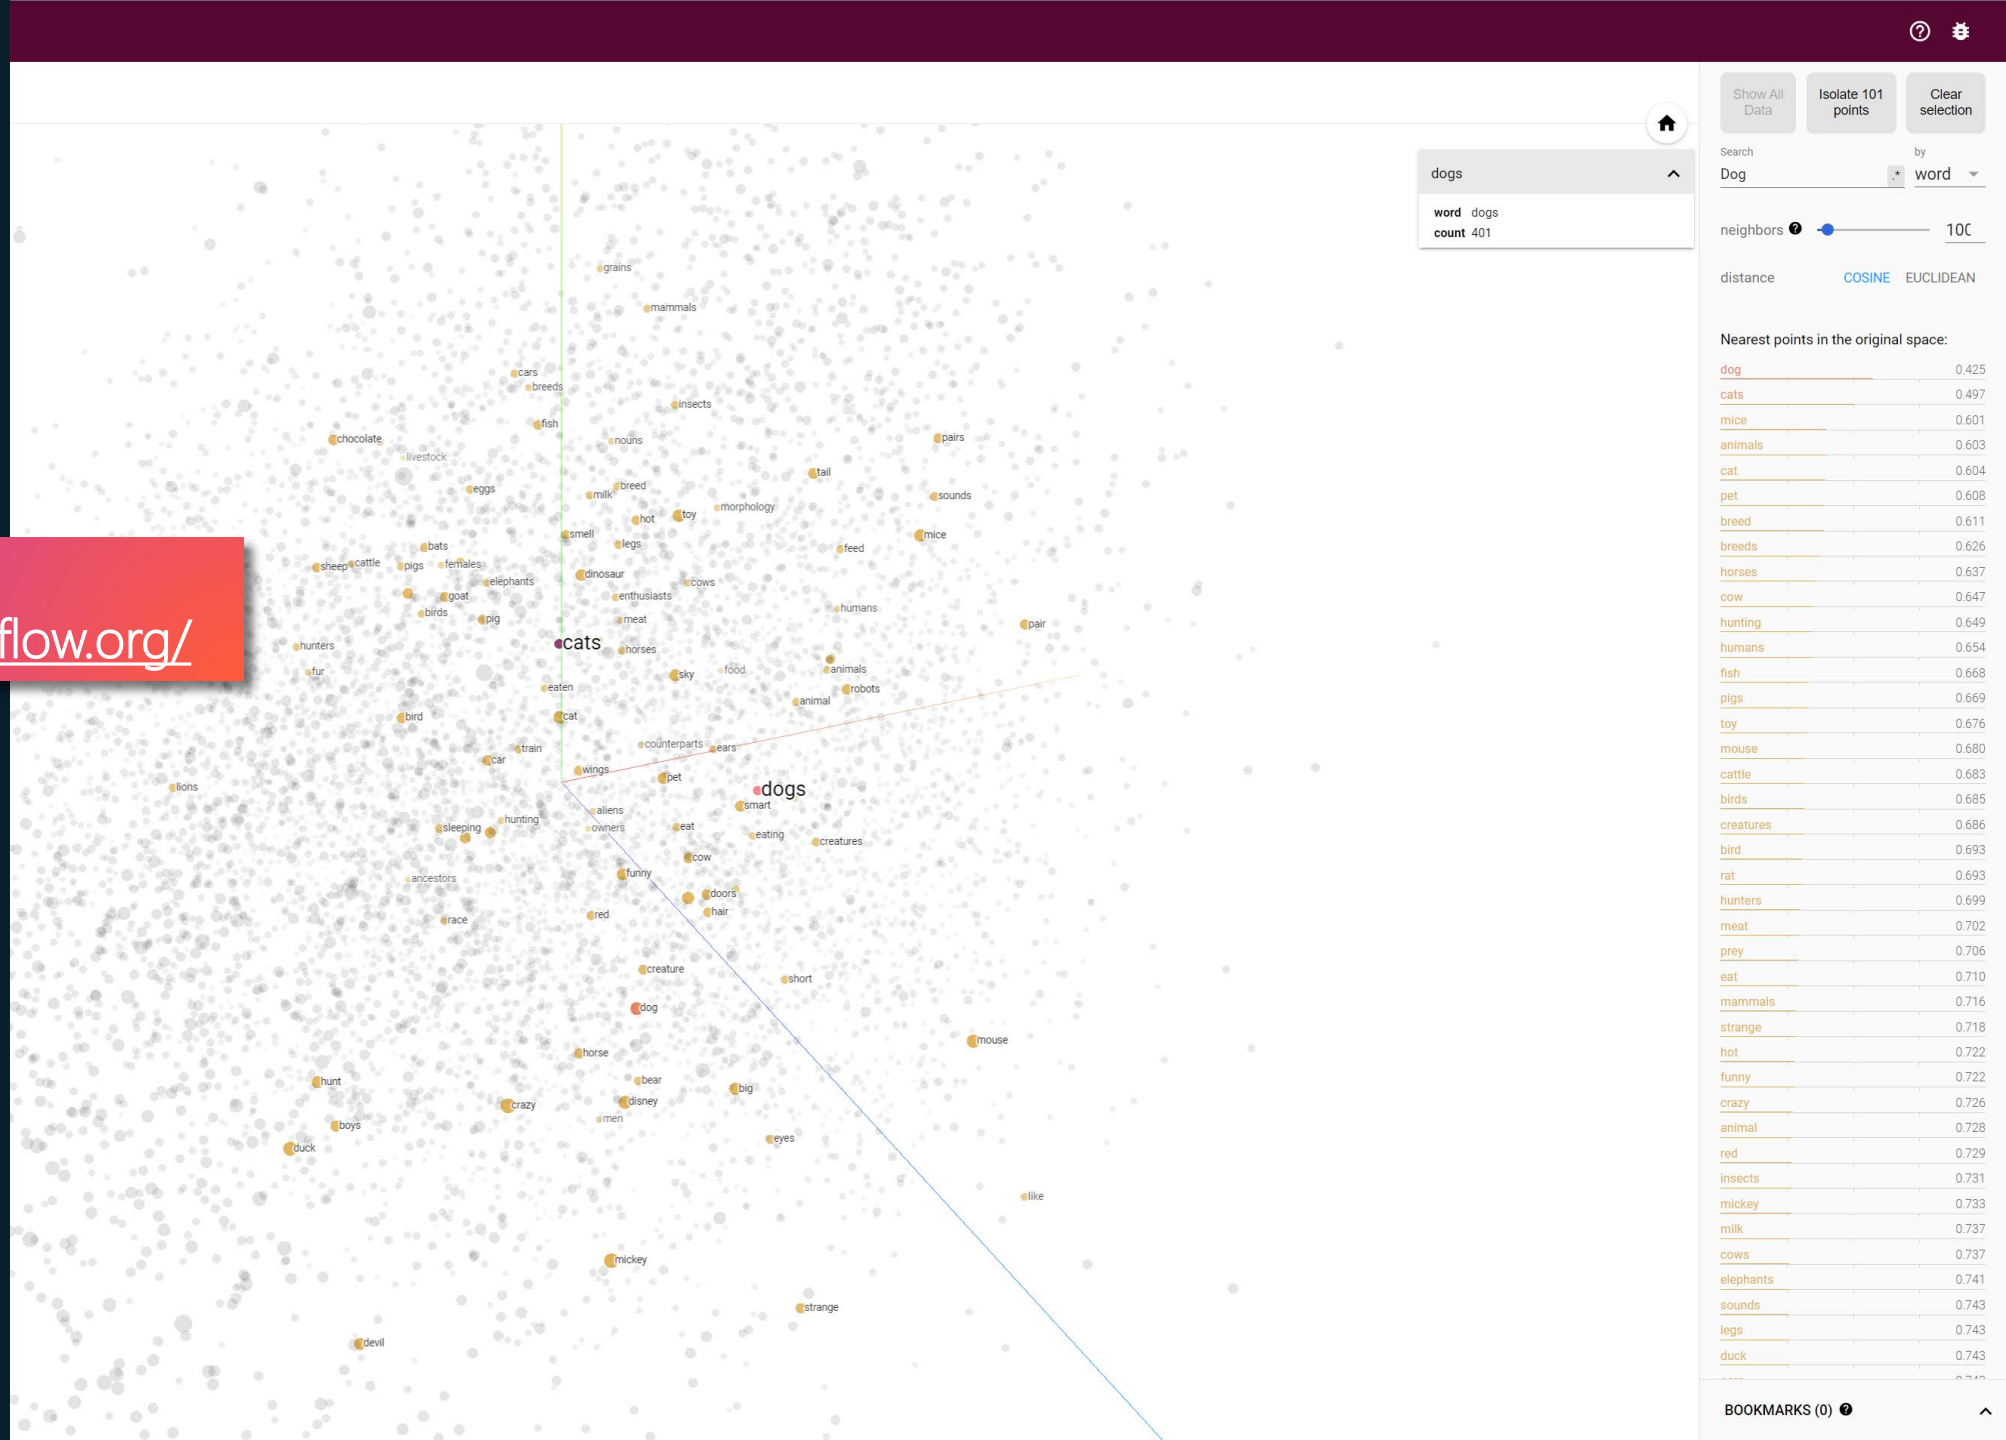 Show All
Data
Isolate 101
points
Clear
selection
Search
by
Dog
.*
word
neighbors
100
distance
COSINE
EUCLIDEAN
Nearest points in the original space:
dog 0.425
cats 0.497
mice 0.601
animals 0.603
cat 0.604
pet 0.608
breed 0.611
breeds 0.626
horses 0.637
cow 0.647
hunting 0.649
humans 0.654
fish 0.668
pigs 0.669
toy 0.676
mouse 0.680
cattle 0.683
birds 0.685
creatures 0.686
bird 0.693
rat 0.693
hunters 0.699
meat 0.702
prey 0.706
eat 0.710
mammals 0.716
strange 0.718
hot 0.722
funny 0.722
crazy 0.726
animal 0.728
red 0.729
insects 0.731
mickey 0.733
milk 0.737
cows 0.737
elephants 0.741
sounds 0.743
legs 0.743
duck 0.743
BOOKMARKS (0)
dogs
word dogs
count 401
flow.org/
grains
mammals
cars
breeds
insects
fish
chocolate
nouns
pairs
livestock
tail
eggs
breed
milk
sounds
morphology
hot
toy
smell
mice
bats
legs
feed
sheep
cattle
pigs
females
dinosaur
elephants
cows
goat
enthusiasts
birds
pig
meat
humans
pair
cats
hunters
horses
fur
sky
food
animals
eaten
robots
animal
bird
cat
train
counterparts
ears
car
wings
pet
lions
dogs
smart
aliens
hunting
sleeping
owners
eat
eating
creatures
cow
funny
ancestors
doors
race
red
hair
creature
short
dog
mouse
horse
hunt
bear
big
crazy
disney
boys
men
eyes
duck
like
mickey
strange
devil